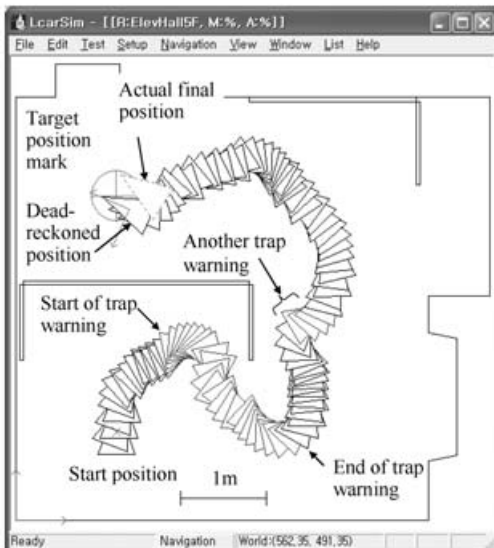 LcarSim - [[R:ElevHall5F, M:%, A:%]]
File Edit Test Setup Navigation View Window List Help
Actual final
position
Target
position
mark
Dead-
reckoned
position
Another trap
warning
Start of trap
warning
Start position
1m
End of trap
warning
Ready Navigation World:(562,35, 491,35)